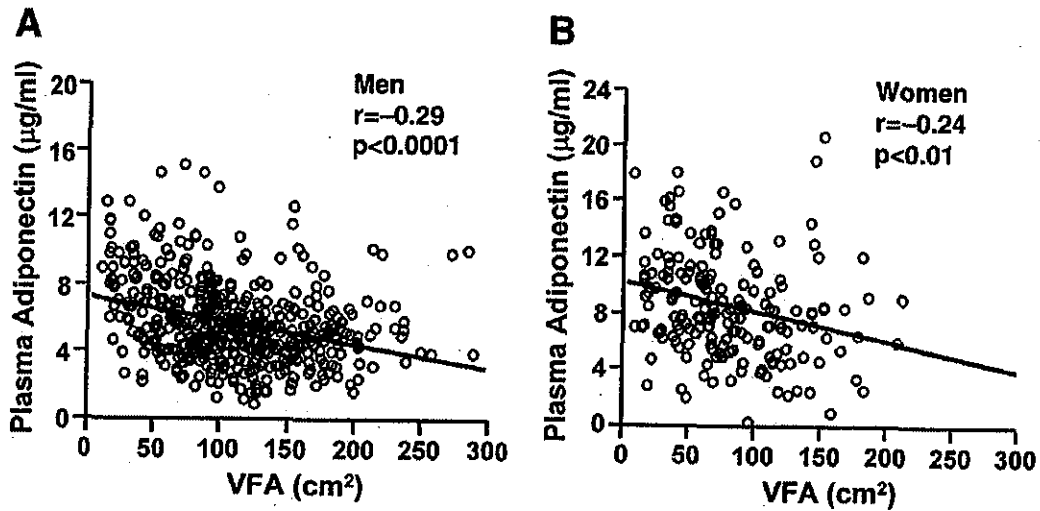 A
Plasma Adiponectin (μg/ml)
20
16
12
8
4
0
Men
r=−0.29
p<0.0001
0 50 100 150 200 250 300
VFA (cm²)
B
Plasma Adiponectin (μg/ml)
24
20
16
12
8
4
0
Women
r=−0.24
p<0.01
0 50 100 150 200 250 300
VFA (cm²)